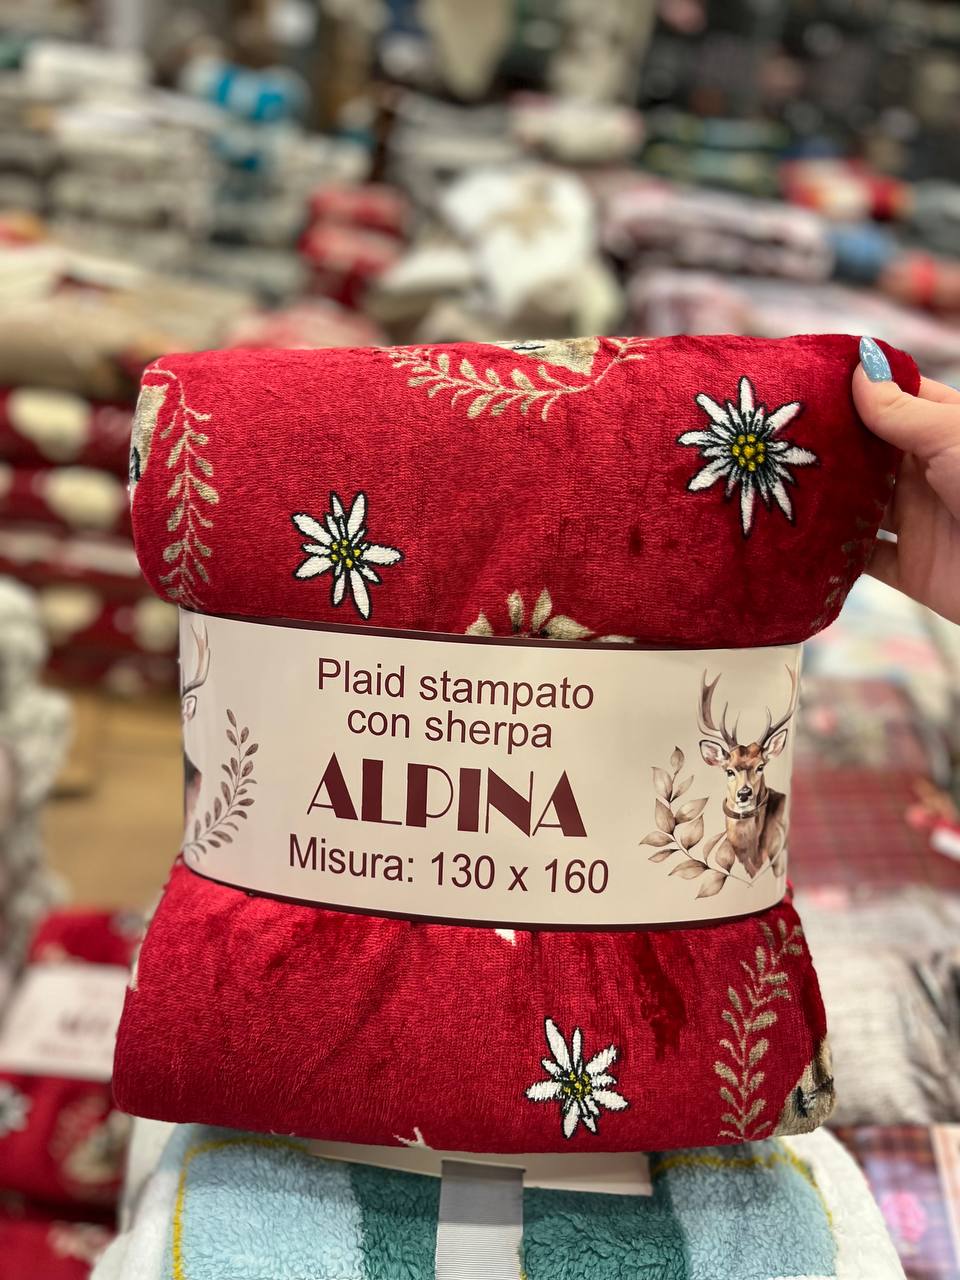 Plaid stampato
con sherpa
ALPINA
Misura: 130 x 160